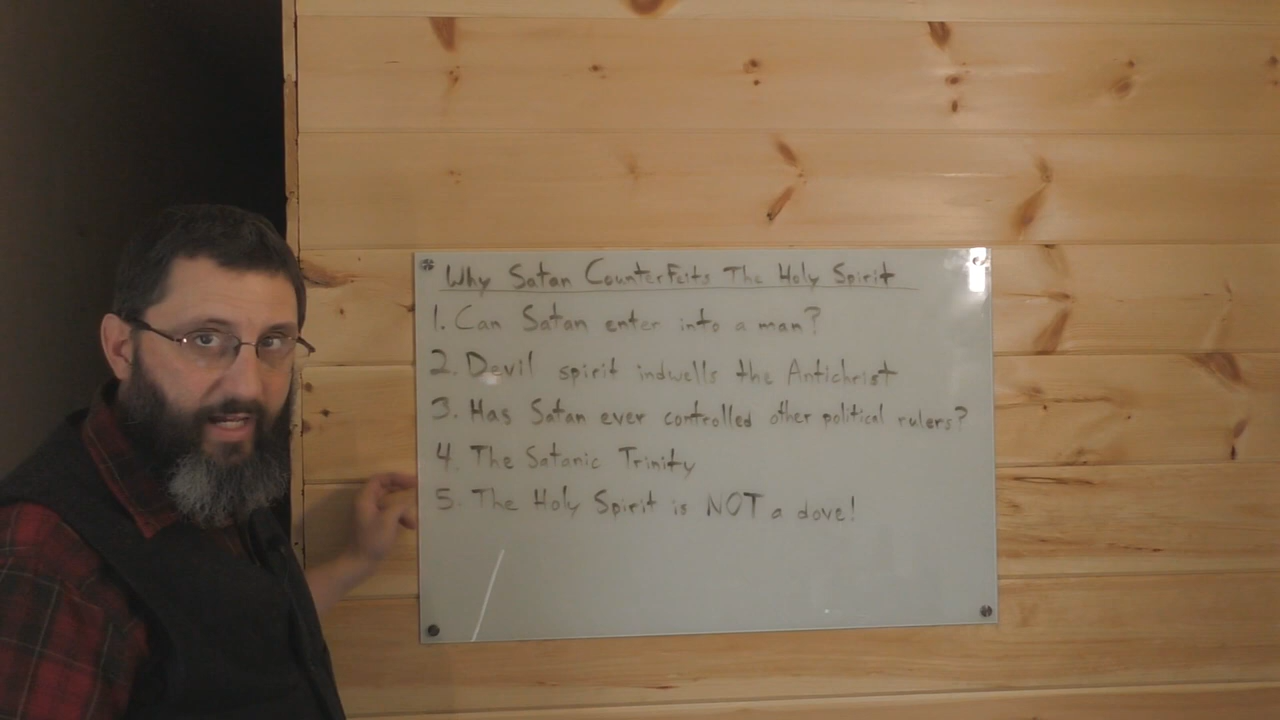 Why Satan Counterfeits The Holy Spirit
1. Can Satan enter into a man?
2. Devil spirit indwells the Antichrist
3. Has Satan ever controlled other political rulers?
4. The Satanic Trinity
5. The Holy Spirit is NOT a dove!